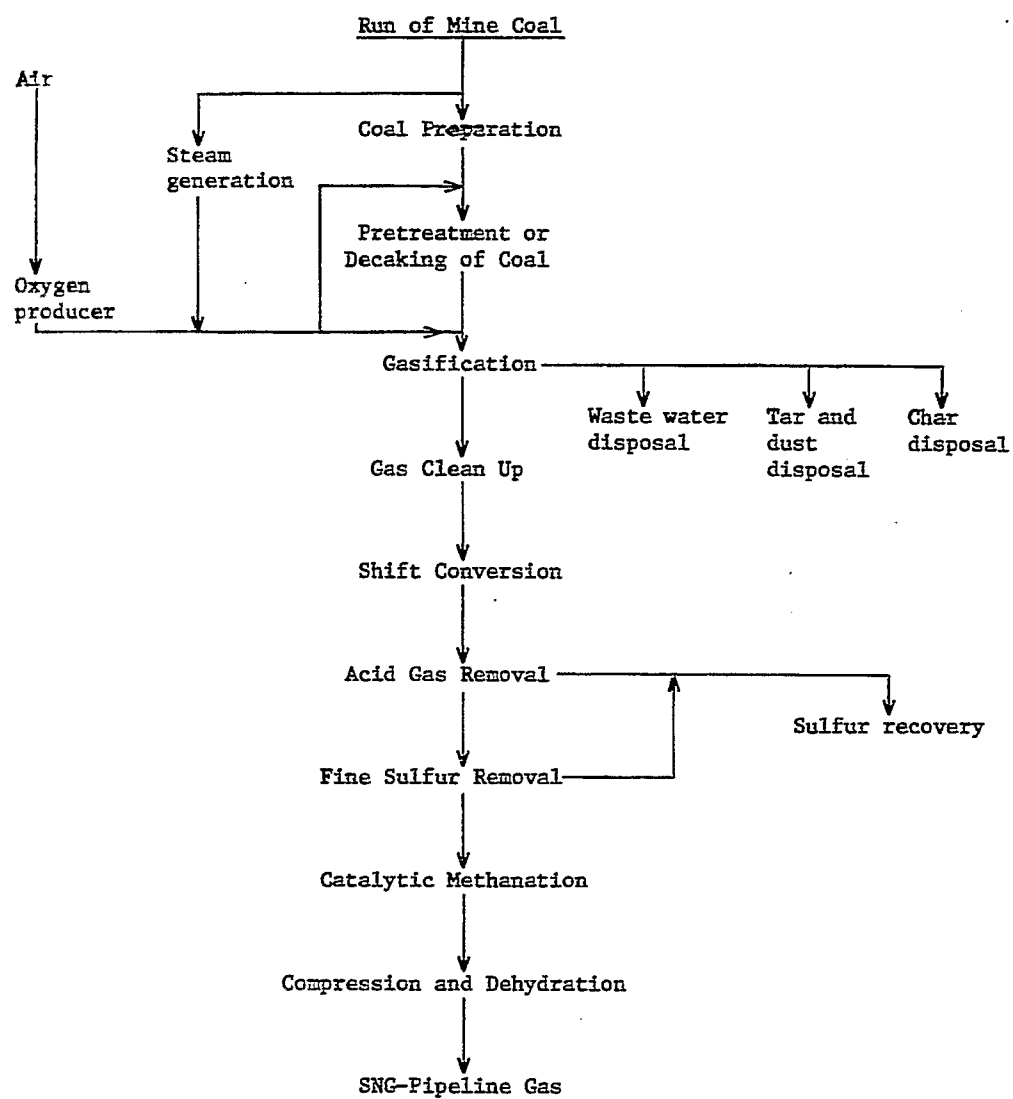 Run of Mine Coal
Air
Coal Preparation
Steam
generation
Pretreatment or
Decaking of Coal
Oxygen
producer
Gasification
Waste water
disposal
Tar and
dust
disposal
Char
disposal
Gas Clean Up
Shift Conversion
Acid Gas Removal
Sulfur recovery
Fine Sulfur Removal
Catalytic Methanation
Compression and Dehydration
SNG-Pipeline Gas